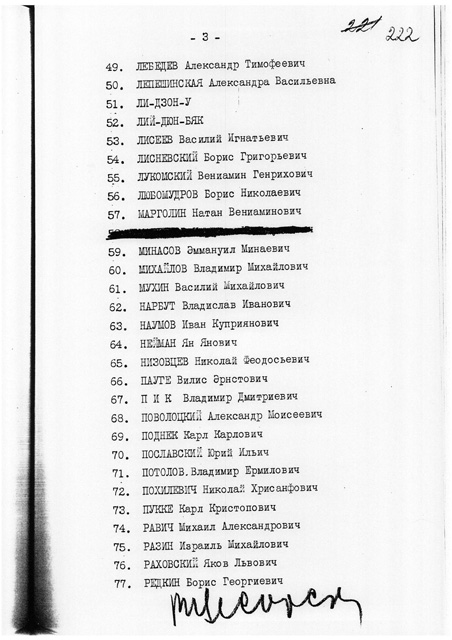 - 3 -
221 222
49. ЛЕБЕДЕВ Александр Тимофеевич
50. ЛЕПЕШИНСКАЯ Александра Васильевна
51. ЛИ-ДЗОН-У
52. ЛИЙ-ДЮН-БЯК
53. ЛИСЕЕВ Василий Игнатьевич
54. ЛИСНЕВСКИЙ Борис Григорьевич
55. ЛУКОМСКИЙ Вениамин Генрихович
56. ЛЮБОМУДРОВ Борис Николаевич
57. МАРГОЛИН Натан Вениаминович
59. МИНАСОВ Эммануил Минаевич
60. МИХАЙЛОВ Владимир Михайлович
61. МУХИН Василий Михайлович
62. НАРБУТ Владислав Иванович
63. НАУМОВ Иван Куприянович
64. НЕЙМАН Ян Янович
65. НИЗОВЦЕВ Николай Феодосьевич
66. ПАУГЕ Вилис Эрнстович
67. П И К Владимир Дмитриевич
68. ПОВОЛОЦКИЙ Александр Моисеевич
69. ПОДНЕК Карл Карлович
70. ПОСЛАВСКИЙ Юрий Ильич
71. ПОТОЛОВ.Владимир Ермилович
72. ПОХИЛЕВИЧ Николай Хрисанфович
73. ПУККЕ Карл Кристопович
74. РАВИЧ Михаил Александрович
75. РАЗИН Израиль Михайлович
76. РАХОВСКИЙ Яков Львович
77. РЕДКИН Борис Георгиевич